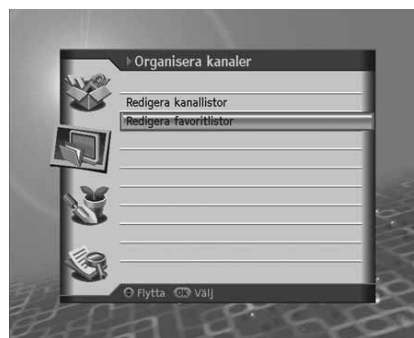 Organisera kanaler
Redigera kanallistor
Redigera favoritlistor
Flytta OK Välj